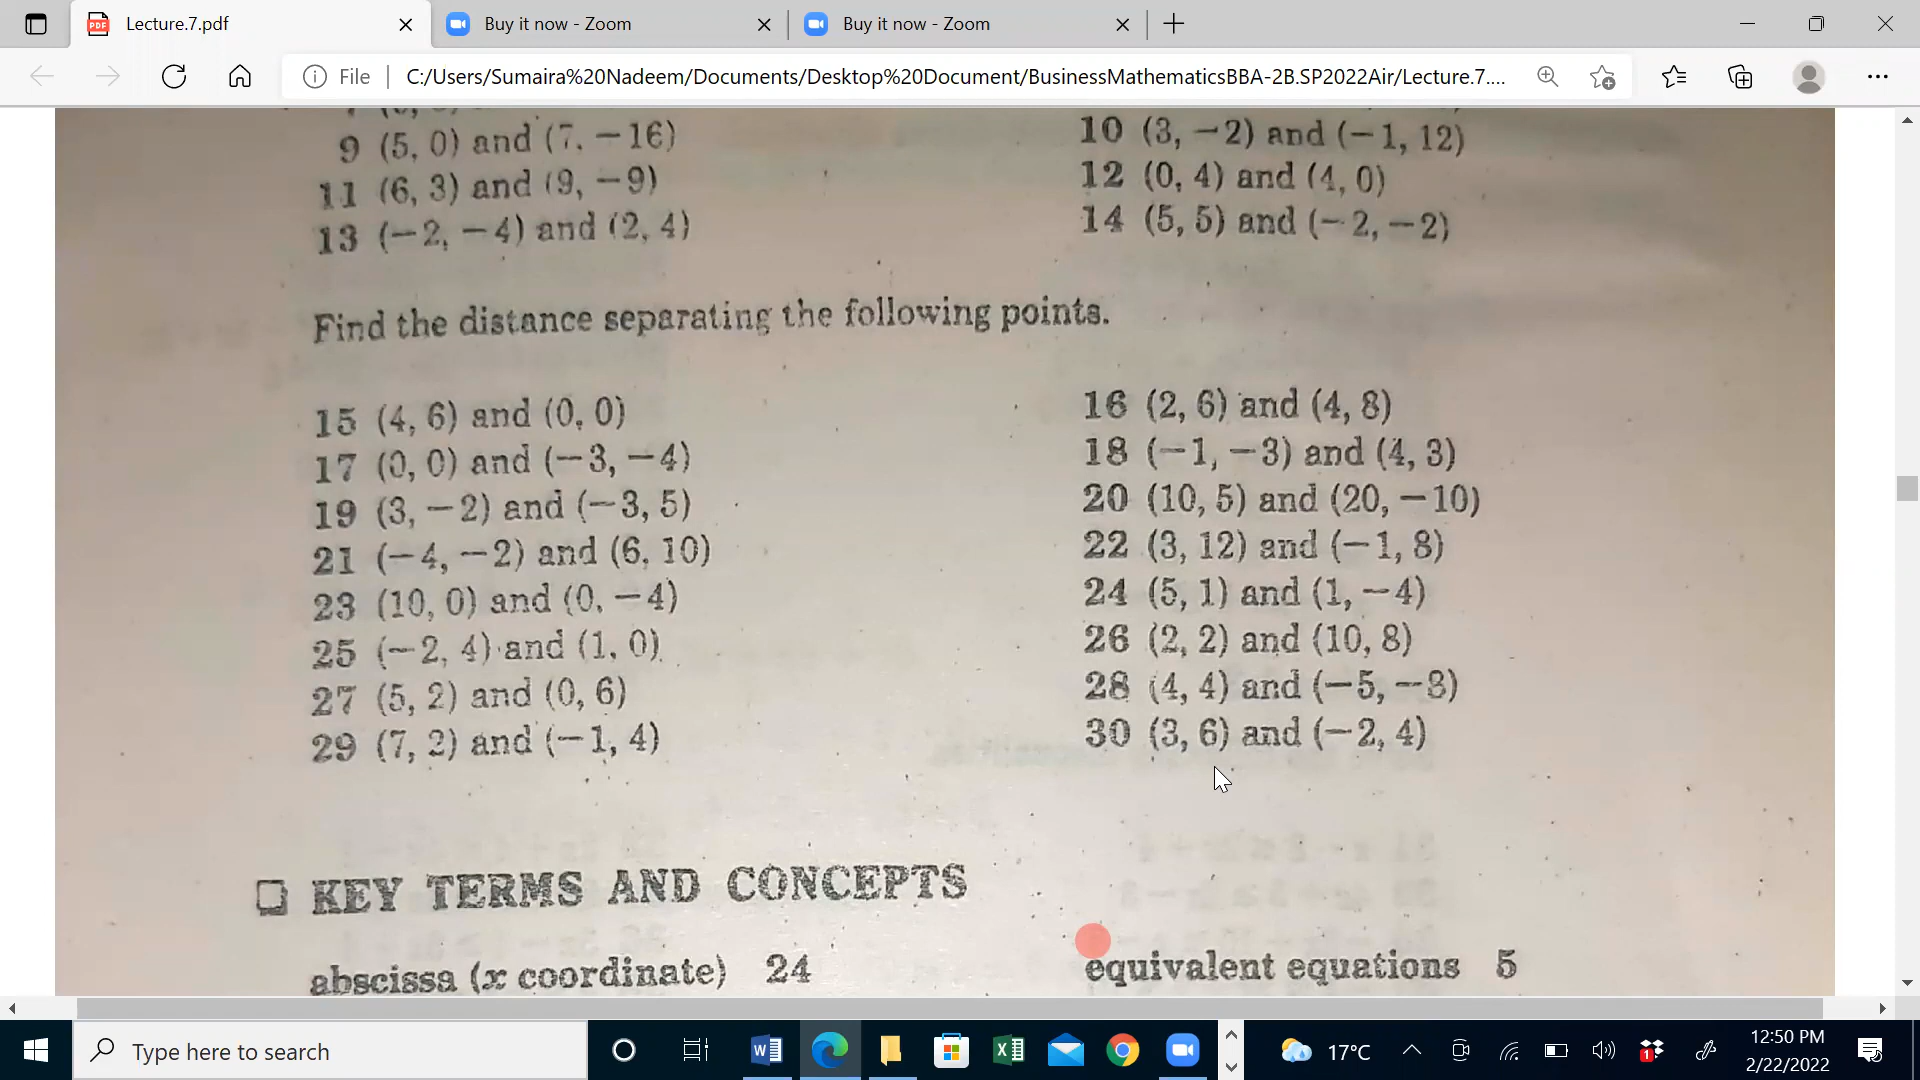 Lecture.7.pdf
Buy it now - Zoom
Buy it now - Zoom
File
C:/Users/Sumaira%20Nadeem/Documents/Desktop%20Document/BusinessMathematicsBBA-2B.SP2022Air/Lecture.7....
9 (5, 0) and (7, −16)
10 (3, −2) and (−1, 12)
11 (6, 3) and (9, −9)
12 (0, 4) and (4, 0)
13 (−2, −4) and (2, 4)
14 (5, 5) and (−2, −2)
Find the distance separating the following points.
15 (4, 6) and (0, 0)
16 (2, 6) and (4, 8)
17 (0, 0) and (−3, −4)
18 (−1, −3) and (4, 3)
19 (3, −2) and (−3, 5)
20 (10, 5) and (20, −10)
21 (−4, −2) and (6, 10)
22 (3, 12) and (−1, 8)
23 (10, 0) and (0, −4)
24 (5, 1) and (1, −4)
25 (−2, 4) and (1, 0)
26 (2, 2) and (10, 8)
27 (5, 2) and (0, 6)
28 (4, 4) and (−5, −8)
29 (7, 2) and (−1, 4)
30 (3, 6) and (−2, 4)
KEY TERMS AND CONCEPTS
abscissa (x coordinate) 24
equivalent equations 5
Type here to search
17°C
1
12:50 PM
2/22/2022